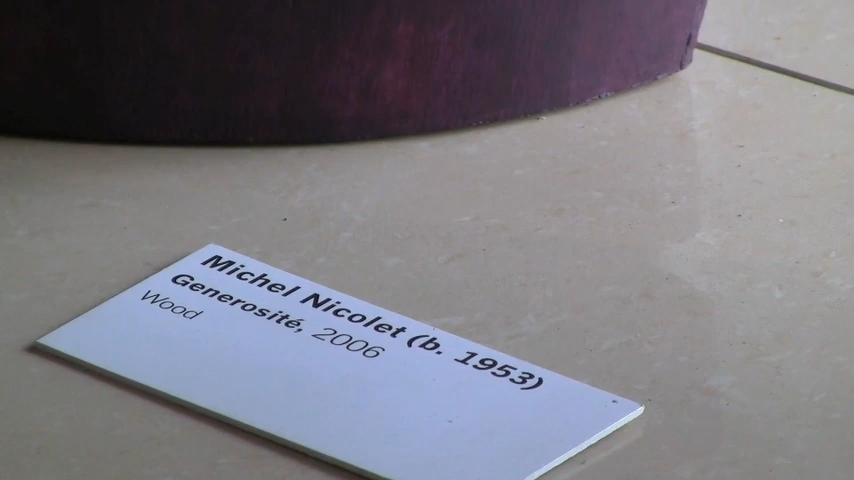 Michel Nicolet (b. 1953)
Generosité, 2006
Wood